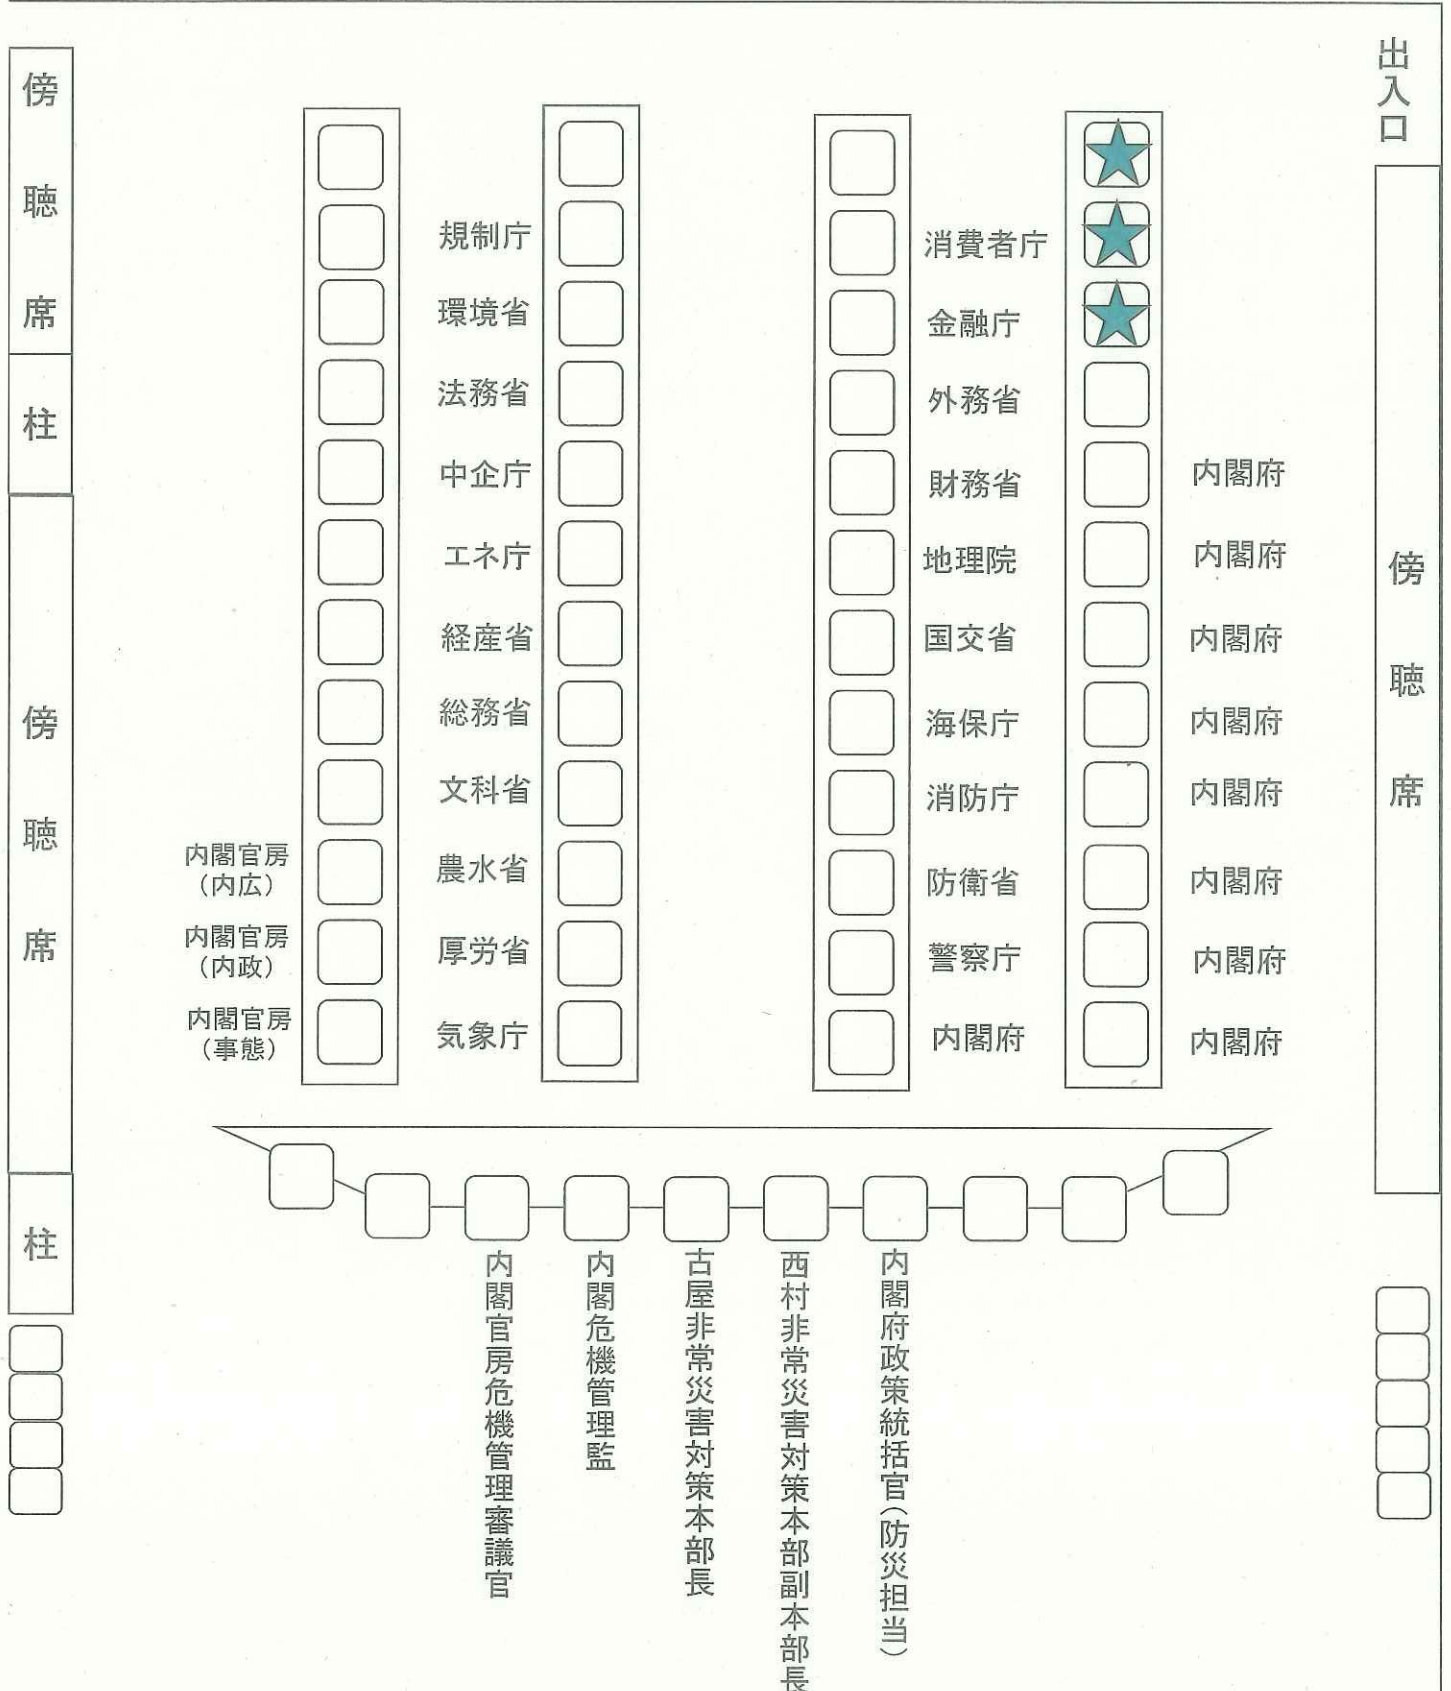 出入口
傍聴席
柱
傍聴席
柱
規制庁
環境省
法務省
中企庁
エネ庁
経産省
総務省
文科省
農水省
厚労省
気象庁
内閣官房
（内広）
内閣官房
（内政）
内閣官房
（事態）
消費者庁
金融庁
外務省
財務省
地理院
国交省
海保庁
消防庁
防衛省
警察庁
内閣府
内閣府
内閣府
内閣府
内閣府
内閣府
内閣府
内閣府
内閣府
傍聴席
内閣官房危機管理審議官
内閣危機管理監
古屋非常災害対策本部長
西村非常災害対策本部副本部長
内閣府政策統括官（防災担当）